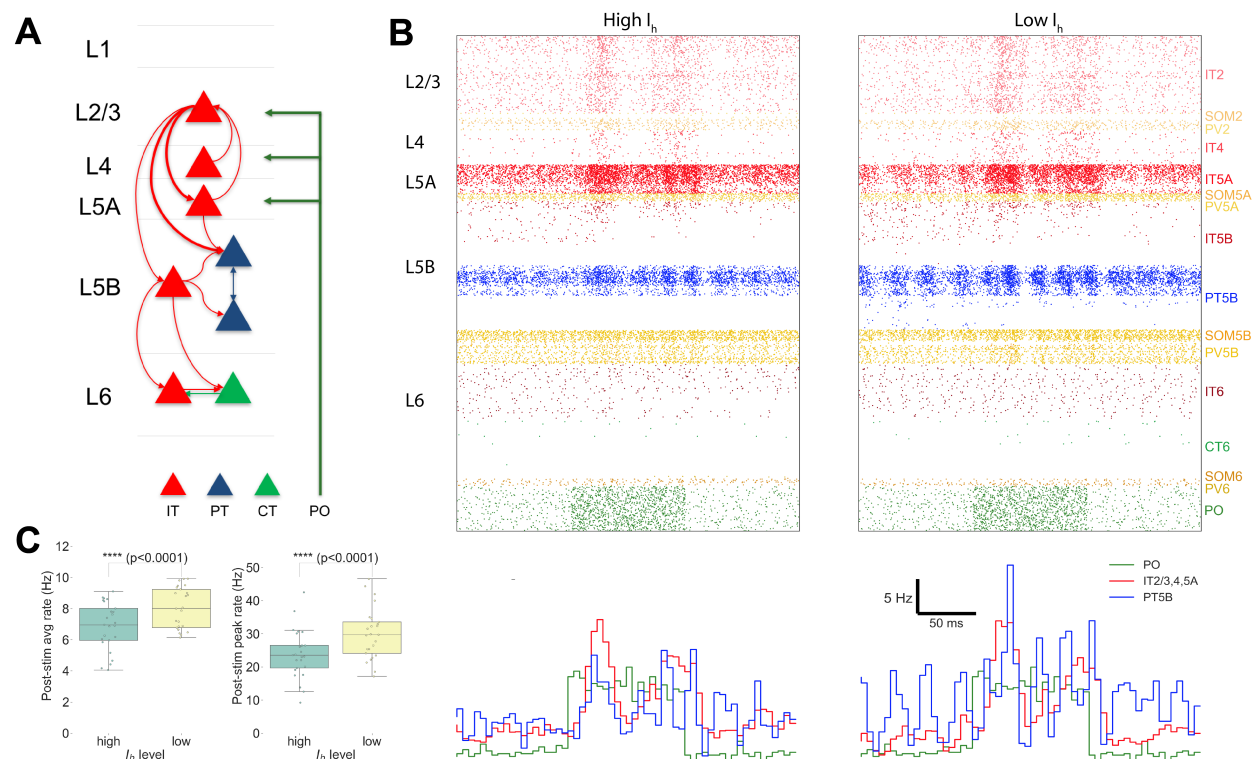 A
L1
L2/3
L4
L5A
L5B
L6
IT PT CT PO
B
High Ih
Low Ih
L2/3
L4
L5A
L5B
L6
IT2
SOM2
PV2
IT4
IT5A
SOM5A
PV5A
IT5B
PT5B
SOM5B
PV5B
IT6
CT6
SOM6
PV6
PO
C
**** (p<0.0001)
Post-stim avg rate (Hz)
12
10
8
6
4
2
0
high low
Ih level
**** (p<0.0001)
Post-stim peak rate (Hz)
50
40
30
20
10
0
high low
Ih level
5 Hz
50 ms
PO
IT2/3,4,5A
PT5B